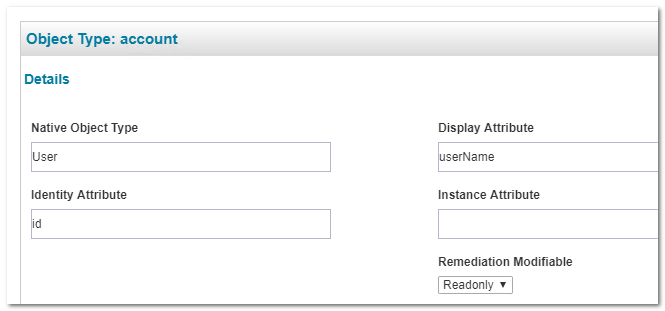 Object Type: account
Details
Native Object Type
User
Display Attribute
userName
Identity Attribute
id
Instance Attribute
Remediation Modifiable
Readonly ▼